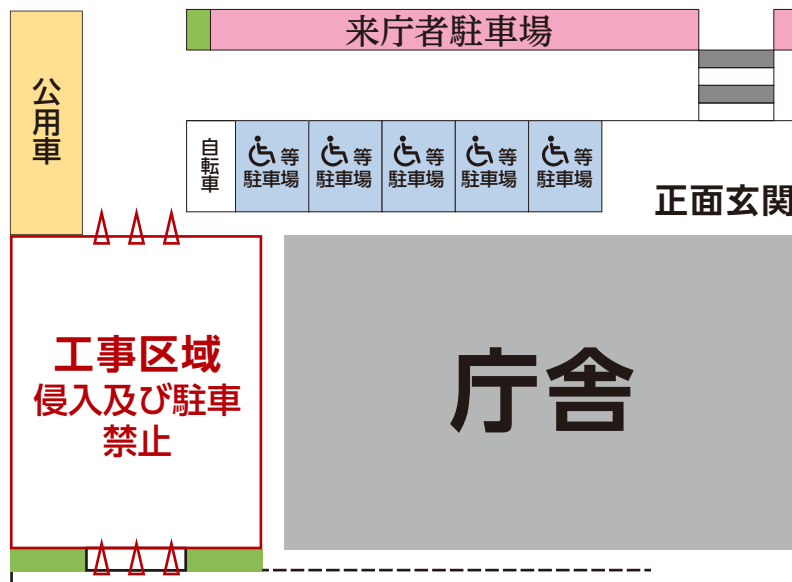 来庁者駐車場
公用車
自転車
等
駐車場
等
駐車場
等
駐車場
等
駐車場
等
駐車場
正面玄関
工事区域
侵入及び駐車
禁止
庁舎